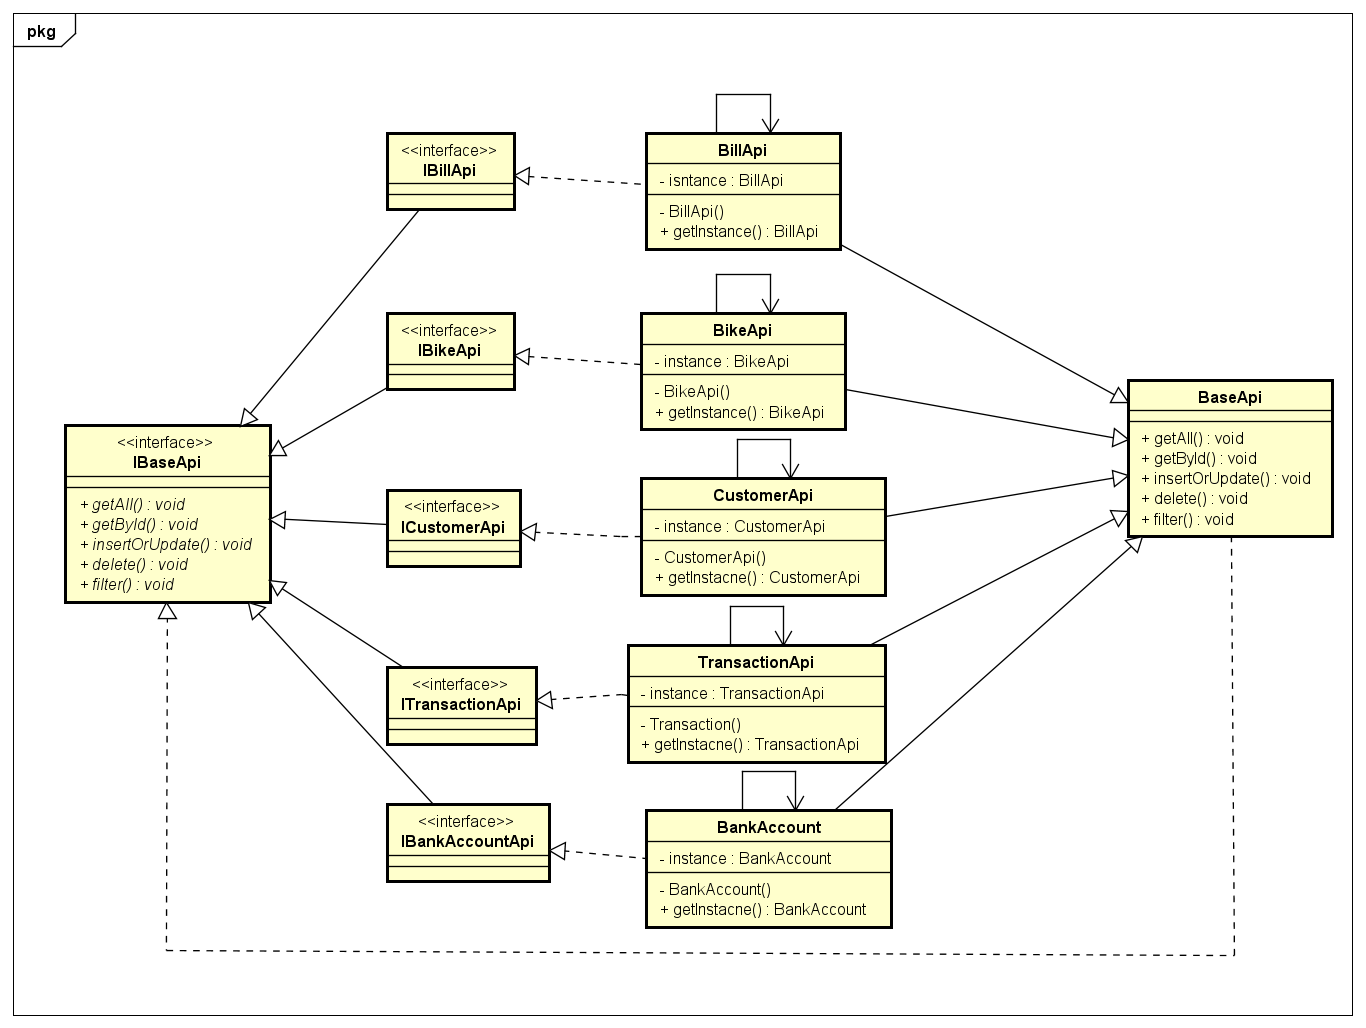 pkg
<<interface>>
IBillApi
BillApi
- isntance : BillApi
- BillApi()
+ getInstance() : BillApi
<<interface>>
IBikeApi
BikeApi
- instance : BikeApi
- BikeApi()
+ getInstance() : BikeApi
BaseApi
+ getAll() : void
+ getById() : void
+ insertOrUpdate() : void
+ delete() : void
+ filter() : void
<<interface>>
IBaseApi
+ getAll() : void
+ getById() : void
+ insertOrUpdate() : void
+ delete() : void
+ filter() : void
<<interface>>
ICustomerApi
CustomerApi
- instance : CustomerApi
- CustomerApi()
+ getInstacne() : CustomerApi
<<interface>>
ITransactionApi
TransactionApi
- instance : TransactionApi
- Transaction()
+ getInstacne() : TransactionApi
<<interface>>
IBankAccountApi
BankAccount
- instance : BankAccount
- BankAccount()
+ getInstacne() : BankAccount